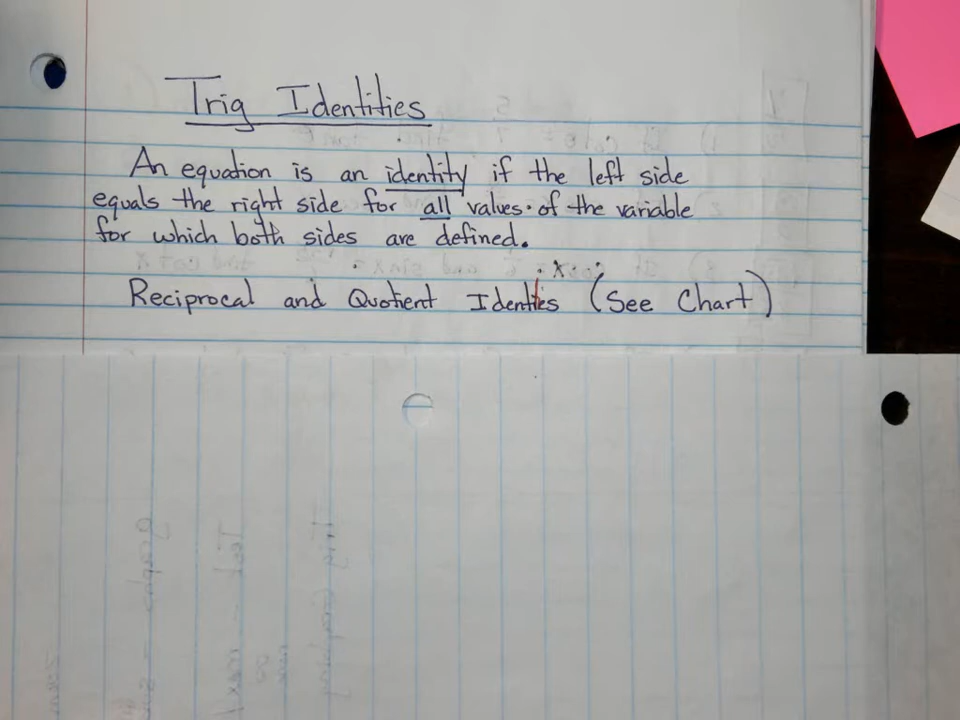 Trig Identities
An equation is an identity if the left side
equals the right side for all values of the variable
for which both sides are defined.
Reciprocal and Quotient Identites (See Chart)